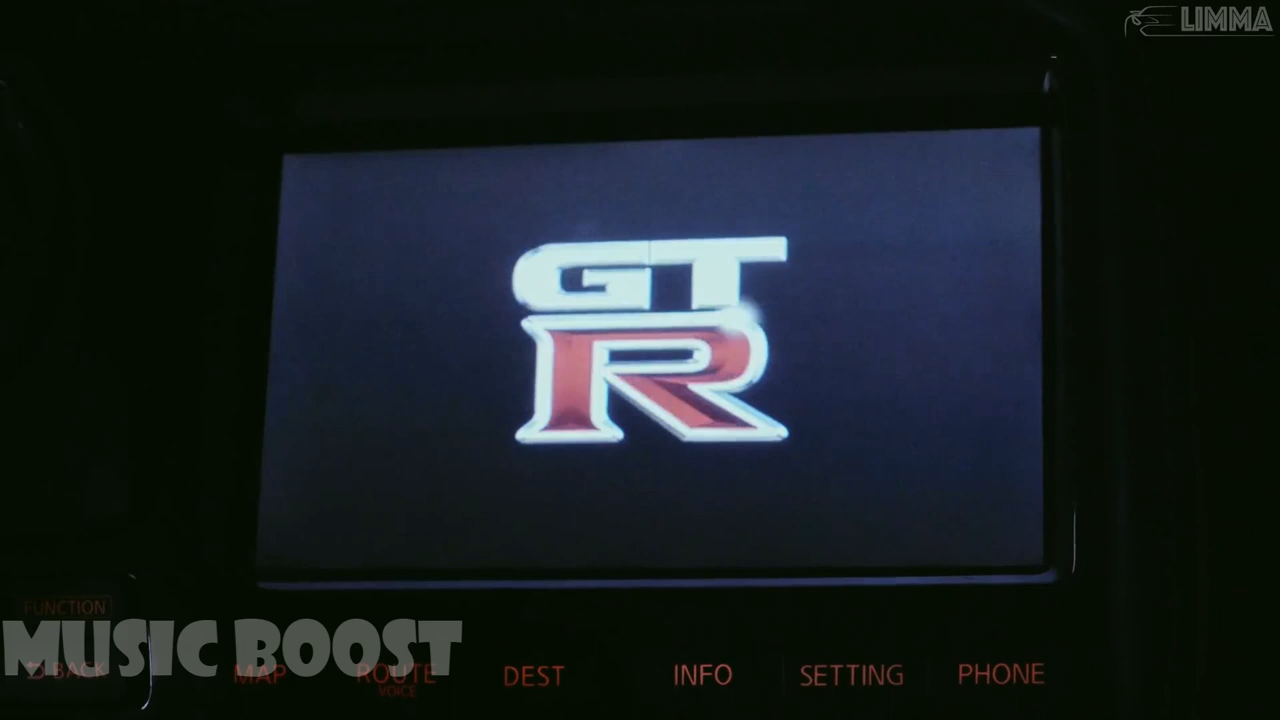 LIMMA
GT
R
FUNCTION
MUSIC BOOST
BACK
MAP
ROUTE
VOICE
DEST
INFO
SETTING
PHONE